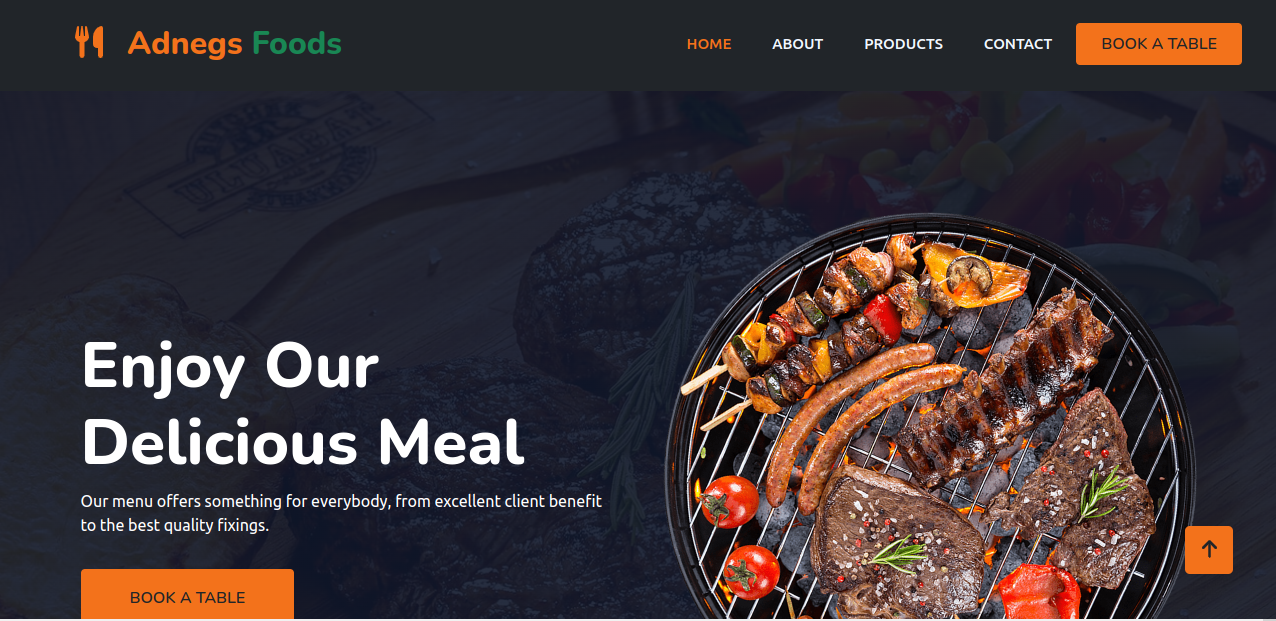 Adnegs Foods
HOME
ABOUT
PRODUCTS
CONTACT
BOOK A TABLE
Enjoy Our
Delicious Meal
Our menu offers something for everybody, from excellent client benefit
to the best quality fixings.
BOOK A TABLE